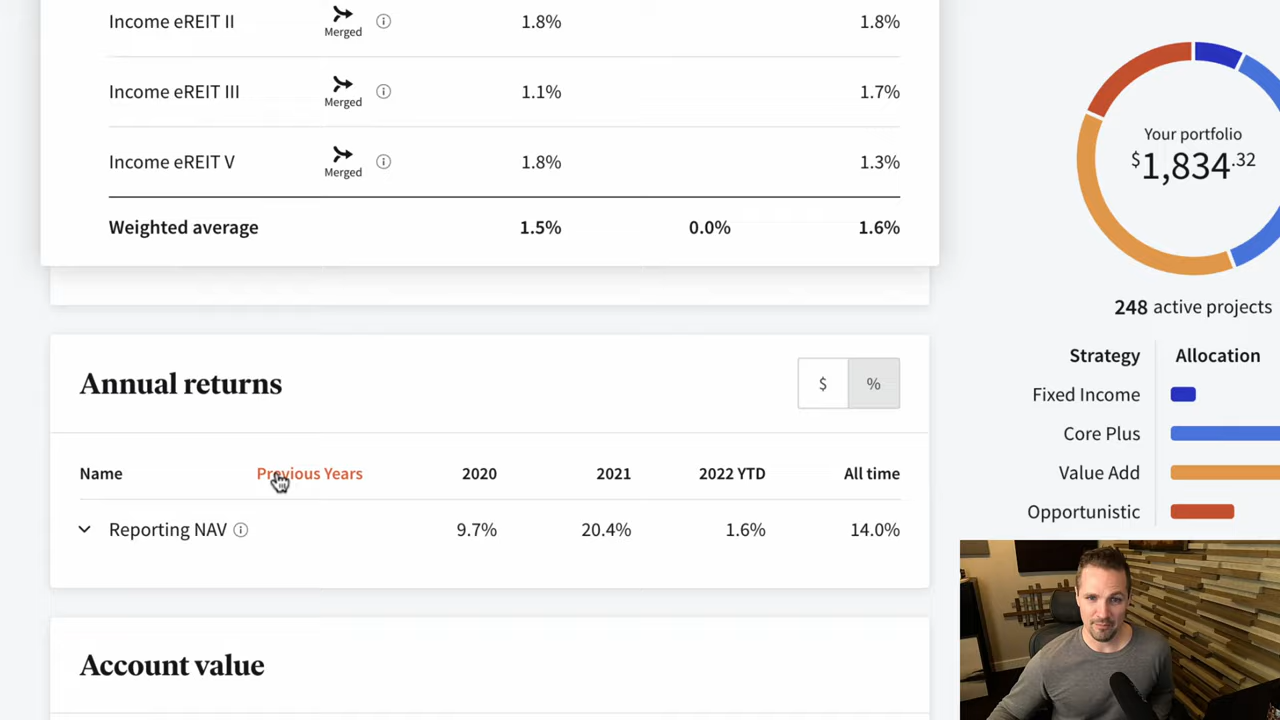 Income eREIT II Merged 1.8% 1.8%
Income eREIT III Merged 1.1% 1.7%
Income eREIT V Merged 1.8% 1.3%
Weighted average 1.5% 0.0% 1.6%
Annual returns $ %
Name Previous Years 2020 2021 2022 YTD All time
Reporting NAV 9.7% 20.4% 1.6% 14.0%
Account value
Your portfolio
$1,834.32
248 active projects
Strategy Allocation
Fixed Income
Core Plus
Value Add
Opportunistic